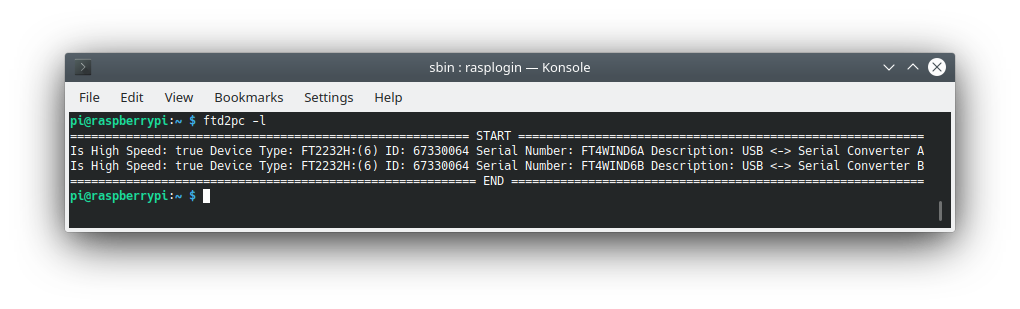 sbin : rasplogin — Konsole
File Edit View Bookmarks Settings Help
pi@raspberrypi:~ $ ftd2pc -l
========================================================= START ==========================================================
Is High Speed: true Device Type: FT2232H:(6) ID: 67330064 Serial Number: FT4WIND6A Description: USB <-> Serial Converter A
Is High Speed: true Device Type: FT2232H:(6) ID: 67330064 Serial Number: FT4WIND6B Description: USB <-> Serial Converter B
========================================================== END ===========================================================
pi@raspberrypi:~ $